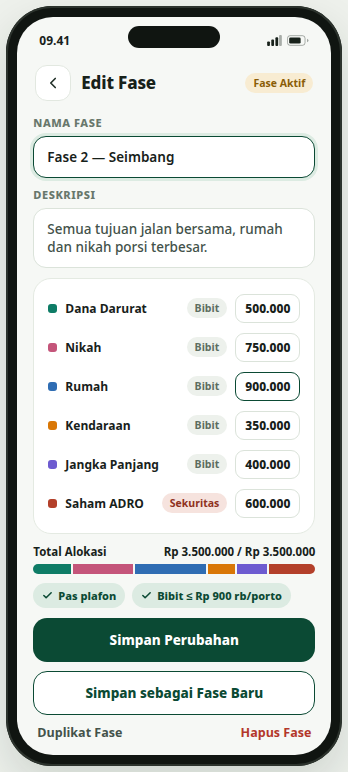 09.41
Edit Fase
Fase Aktif
NAMA FASE
Fase 2 — Seimbang
DESKRIPSI
Semua tujuan jalan bersama, rumah
dan nikah porsi terbesar.
Dana Darurat Bibit 500.000
Nikah Bibit 750.000
Rumah Bibit 900.000
Kendaraan Bibit 350.000
Jangka Panjang Bibit 400.000
Saham ADRO Sekuritas 600.000
Total Alokasi Rp 3.500.000 / Rp 3.500.000
Pas plafon
Bibit ≤ Rp 900 rb/porto
Simpan Perubahan
Simpan sebagai Fase Baru
Duplikat Fase
Hapus Fase